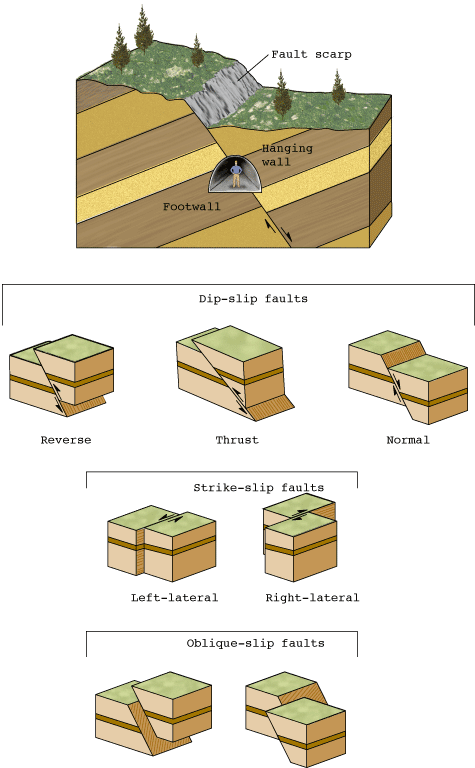 Fault scarp
Hanging
wall
Footwall
Dip-slip faults
Reverse
Thrust
Normal
Strike-slip faults
Left-lateral
Right-lateral
Oblique-slip faults